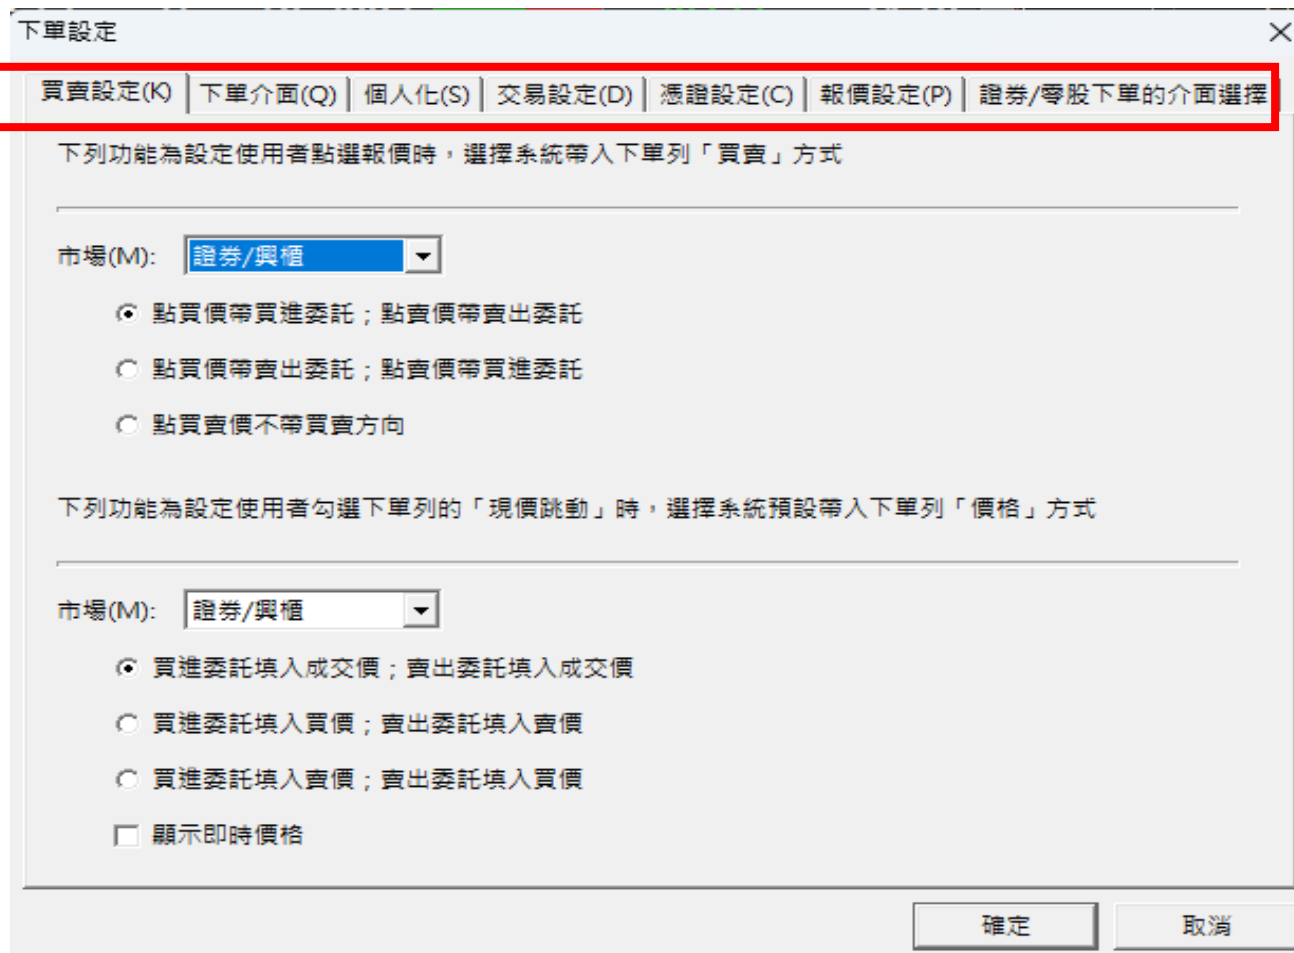 下單設定
買賣設定(K) 下單介面(Q) 個人化(S) 交易設定(D) 憑證設定(C) 報價設定(P) 證券/零股下單的介面選擇
下列功能為設定使用者點選報價時，選擇系統帶入下單列「買賣」方式
市場(M): 證券/興櫃
點買價帶買進委託；點賣價帶賣出委託
點買價帶賣出委託；點賣價帶買進委託
點買賣價不帶買賣方向
下列功能為設定使用者勾選下單列的「現價跳動」時，選擇系統預設帶入下單列「價格」方式
市場(M): 證券/興櫃
買進委託填入成交價；賣出委託填入成交價
買進委託填入買價；賣出委託填入賣價
買進委託填入賣價；賣出委託填入買價
顯示即時價格
確定 取消